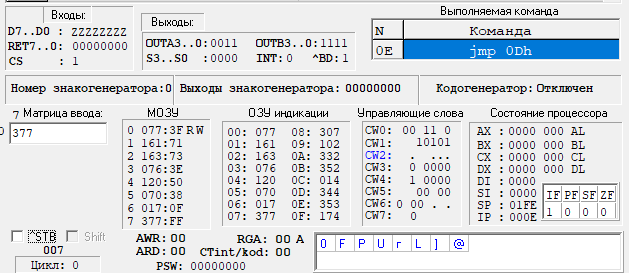 Входы:
D7..D0 : ZZZZZZZZ
RET7..0: 00000000
CS : 1
Выходы:
OUTA3..0:0011 OUTB3..0:1111
S3..S0 :0000 INT:0 ^BD:1
Выполняемая команда
N Команда
0E jmp 0Dh
Номер знакогенератора:0 Выходы знакогенератора: 00000000 Кодогенератор: Отключен
7 Матрица ввода:
377
МОЗУ
0 077:3F R W
1 161:71
2 163:73
3 076:3E
4 120:50
5 070:38
6 017:0F
7 377:FF
ОЗУ индикации
00: 077 08: 307
01: 161 09: 102
02: 163 0A: 332
03: 076 0B: 352
04: 120 0C: 014
05: 070 0D: 344
06: 017 0E: 353
07: 377 0F: 174
Управляющие слова
CW0: 00 11 0
CW1: 10101
CW2: . ...
CW3: 0 0000
CW4: 1 0000
CW5: 00 00
CW6:0 00 . .
CW7: 0
Состояние процессора
AX : 0000 000 AL
BX : 0000 000 BL
CX : 0000 000 CL
DX : 0000 000 DL
DI : 0000
SI : 0000
SP : 01FE
IP : 000E
IF PF SF ZF
1 0 0 0
^STB Shift
007
Цикл: 0
AWR: 00 RGA: 00 A
ARD: 00 CTint/kod: 00
PSW: 00000000
0 F P U r L ] @